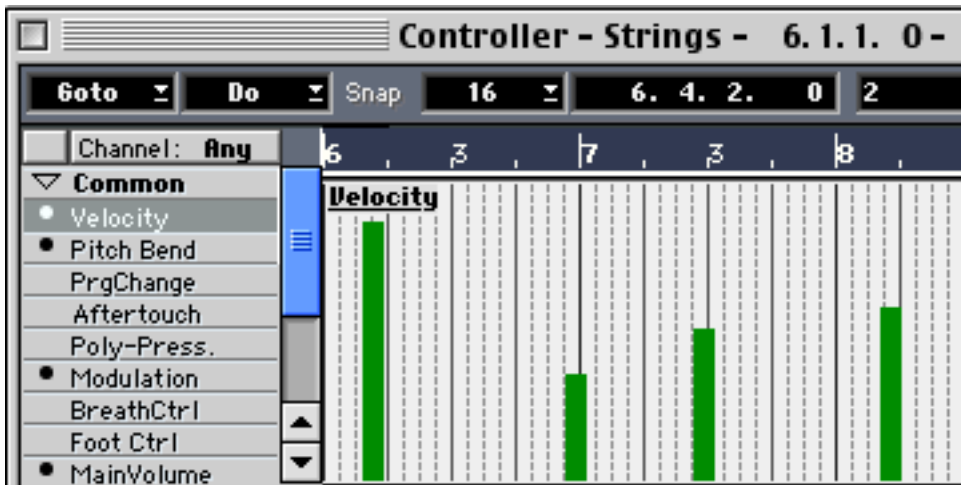 Controller - Strings - 6. 1. 1. 0 -
Goto Do Snap 16 6. 4. 2. 0 2
Channel: Any 6 3 7 3 8
Common Velocity
Velocity
Pitch Bend
PrgChange
Aftertouch
Poly-Press.
Modulation
BreathCtrl
Foot Ctrl
MainVolume